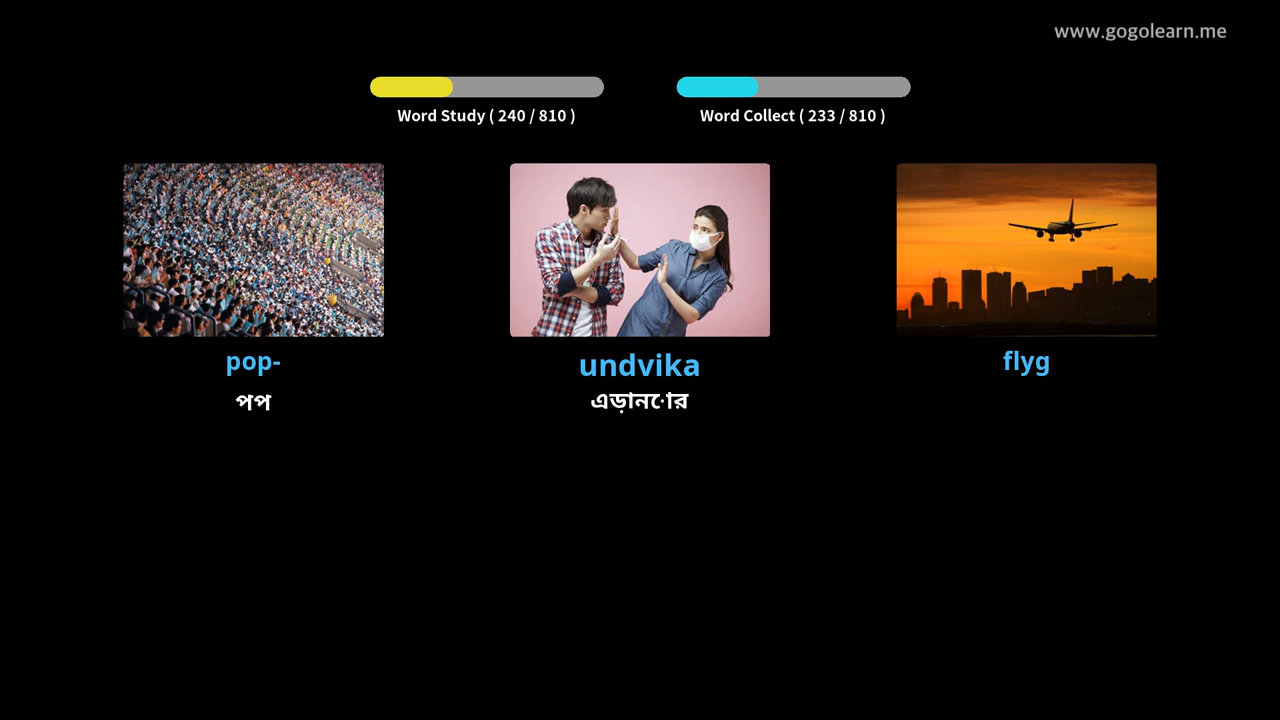 www.gogolearn.me
Word Study ( 240 / 810 )
Word Collect ( 233 / 810 )
pop-
undvika
flyg
পপ
এড়ানোর